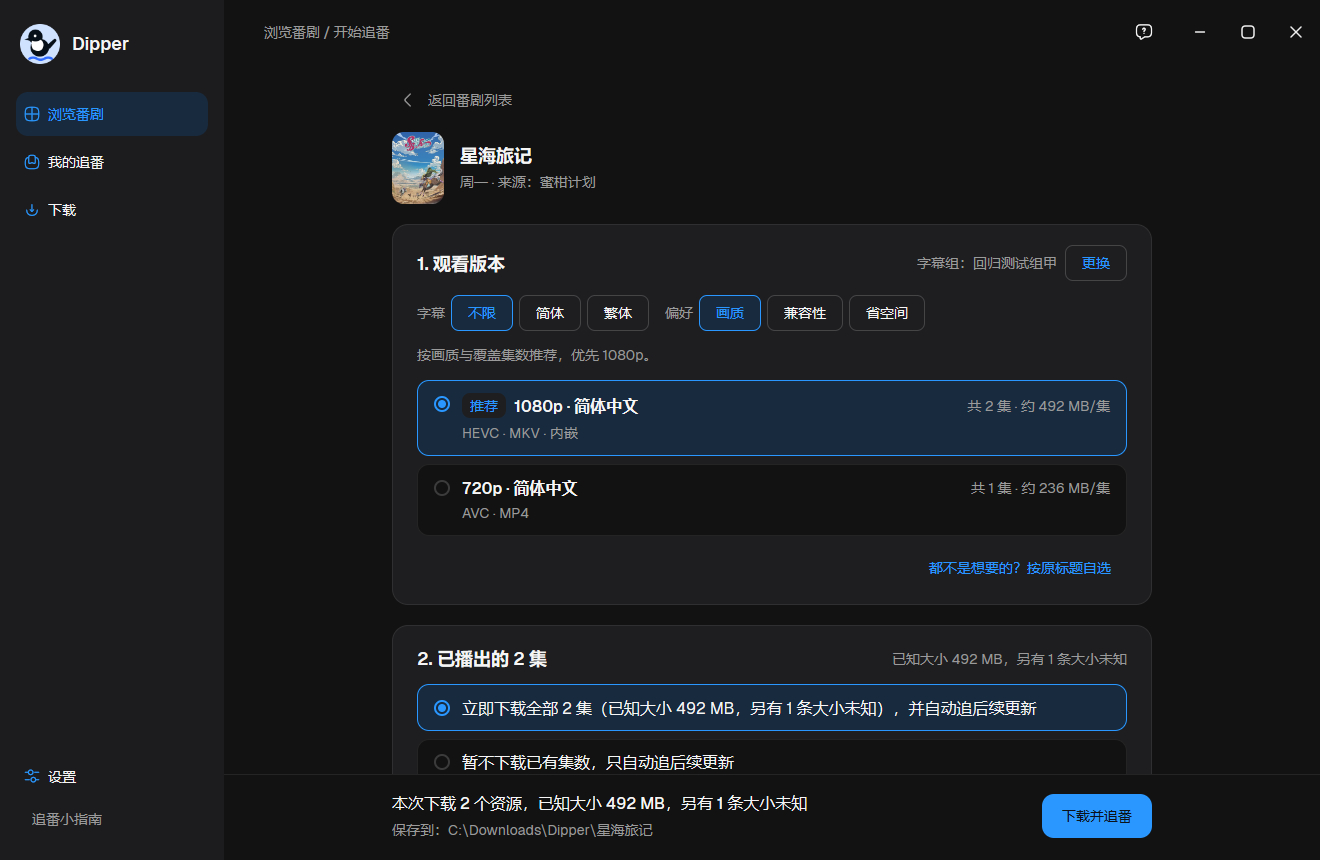 Dipper
浏览番剧 / 开始追番
浏览番剧
我的追番
下载
返回番剧列表
星海旅记
周一 · 来源：蜜柑计划
1. 观看版本
字幕组：回归测试组甲
更换
字幕 不限 简体 繁体 偏好 画质 兼容性 省空间
按画质与覆盖集数推荐，优先 1080p。
推荐 1080p · 简体中文
共 2 集 · 约 492 MB/集
HEVC · MKV · 内嵌
720p · 简体中文
共 1 集 · 约 236 MB/集
AVC · MP4
都不是想要的？按原标题自选
2. 已播出的 2 集
已知大小 492 MB，另有 1 条大小未知
立即下载全部 2 集（已知大小 492 MB，另有 1 条大小未知），并自动追后续更新
暂不下载已有集数，只自动追后续更新
设置
追番小指南
本次下载 2 个资源，已知大小 492 MB，另有 1 条大小未知
保存到：C:\Downloads\Dipper\星海旅记
下载并追番